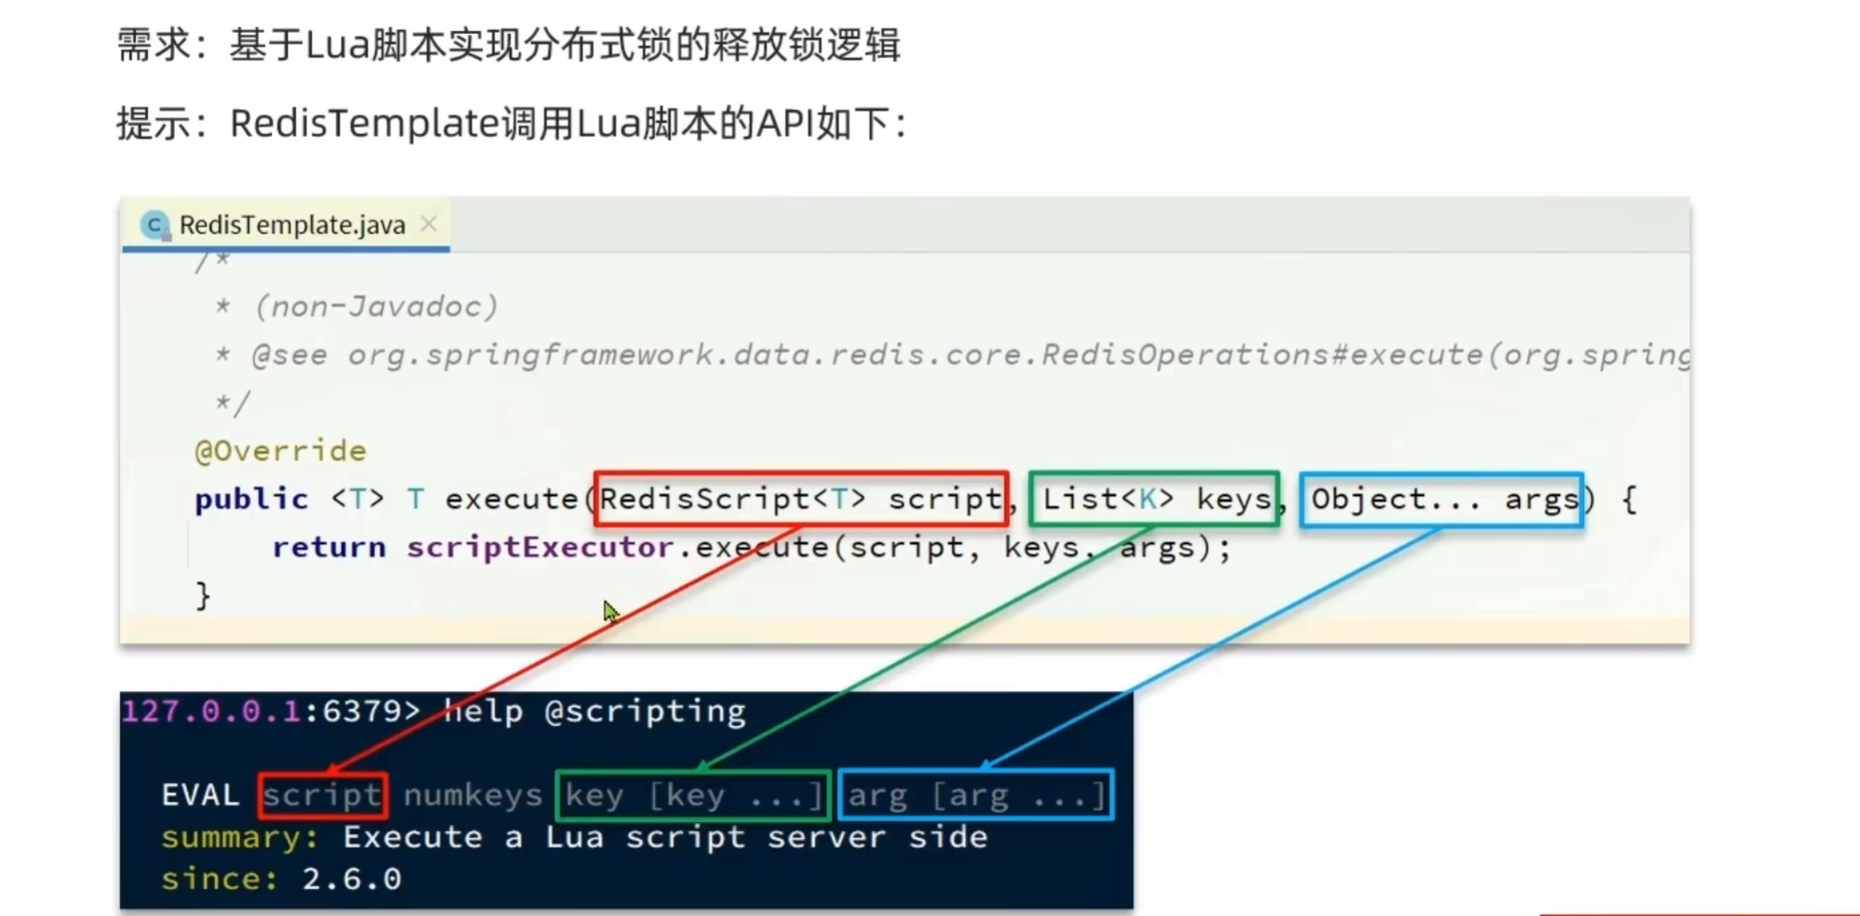 需求：基于Lua脚本实现分布式锁的释放锁逻辑
提示：RedisTemplate调用Lua脚本的API如下：
RedisTemplate.java
/*
* (non-Javadoc)
* @see org.springframework.data.redis.core.RedisOperations#execute(org.spring
*/
@Override
public <T> T execute(RedisScript<T> script, List<K> keys, Object... args) {
return scriptExecutor.execute(script, keys, args);
}
127.0.0.1:6379> help @scripting
EVAL script numkeys key [key ...] arg [arg ...]
summary: Execute a Lua script server side
since: 2.6.0